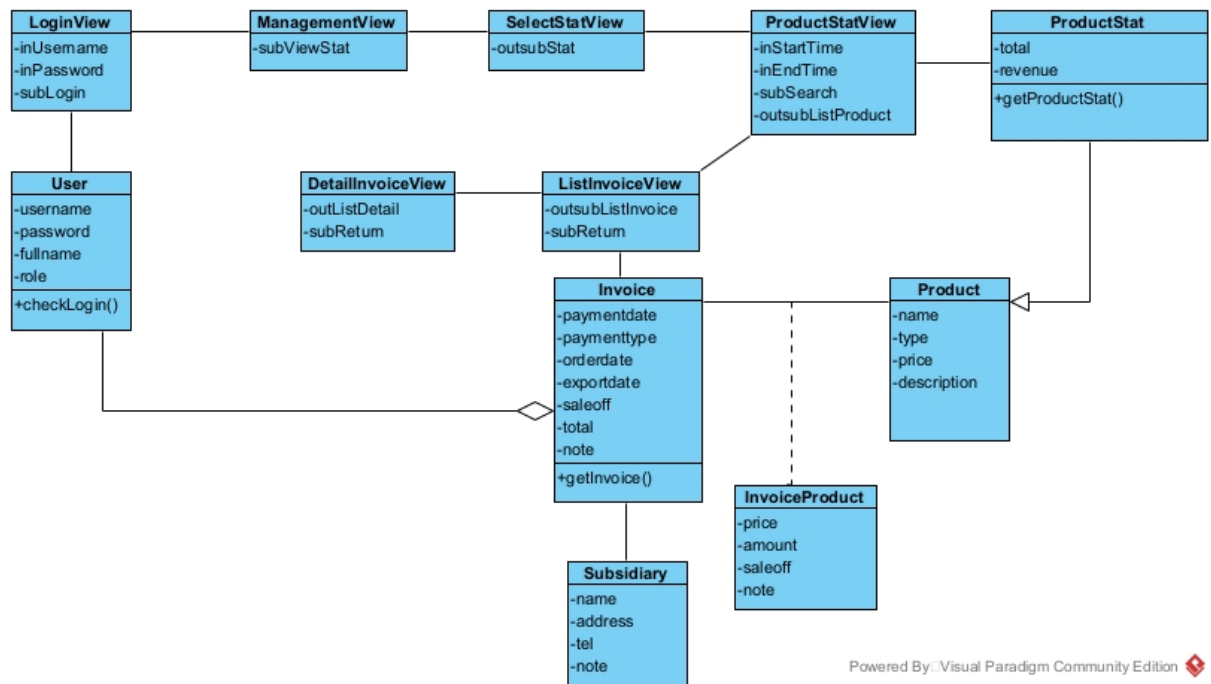 LoginView
-inUsername
-inPassword
-subLogin
ManagementView
-subViewStat
SelectStatView
-outsubStat
ProductStatView
-inStartTime
-inEndTime
-subSearch
-outsubListProduct
ProductStat
-total
-revenue
+getProductStat()
User
-username
-password
-fullname
-role
+checkLogin()
DetailInvoiceView
-outListDetail
-subReturn
ListInvoiceView
-outsubListInvoice
-subReturn
Invoice
-paymentdate
-paymenttype
-orderdate
-exportdate
-saleoff
-total
-note
+getInvoice()
Product
-name
-type
-price
-description
InvoiceProduct
-price
-amount
-saleoff
-note
Subsidiary
-name
-address
-tel
-note
Powered By Visual Paradigm Community Edition